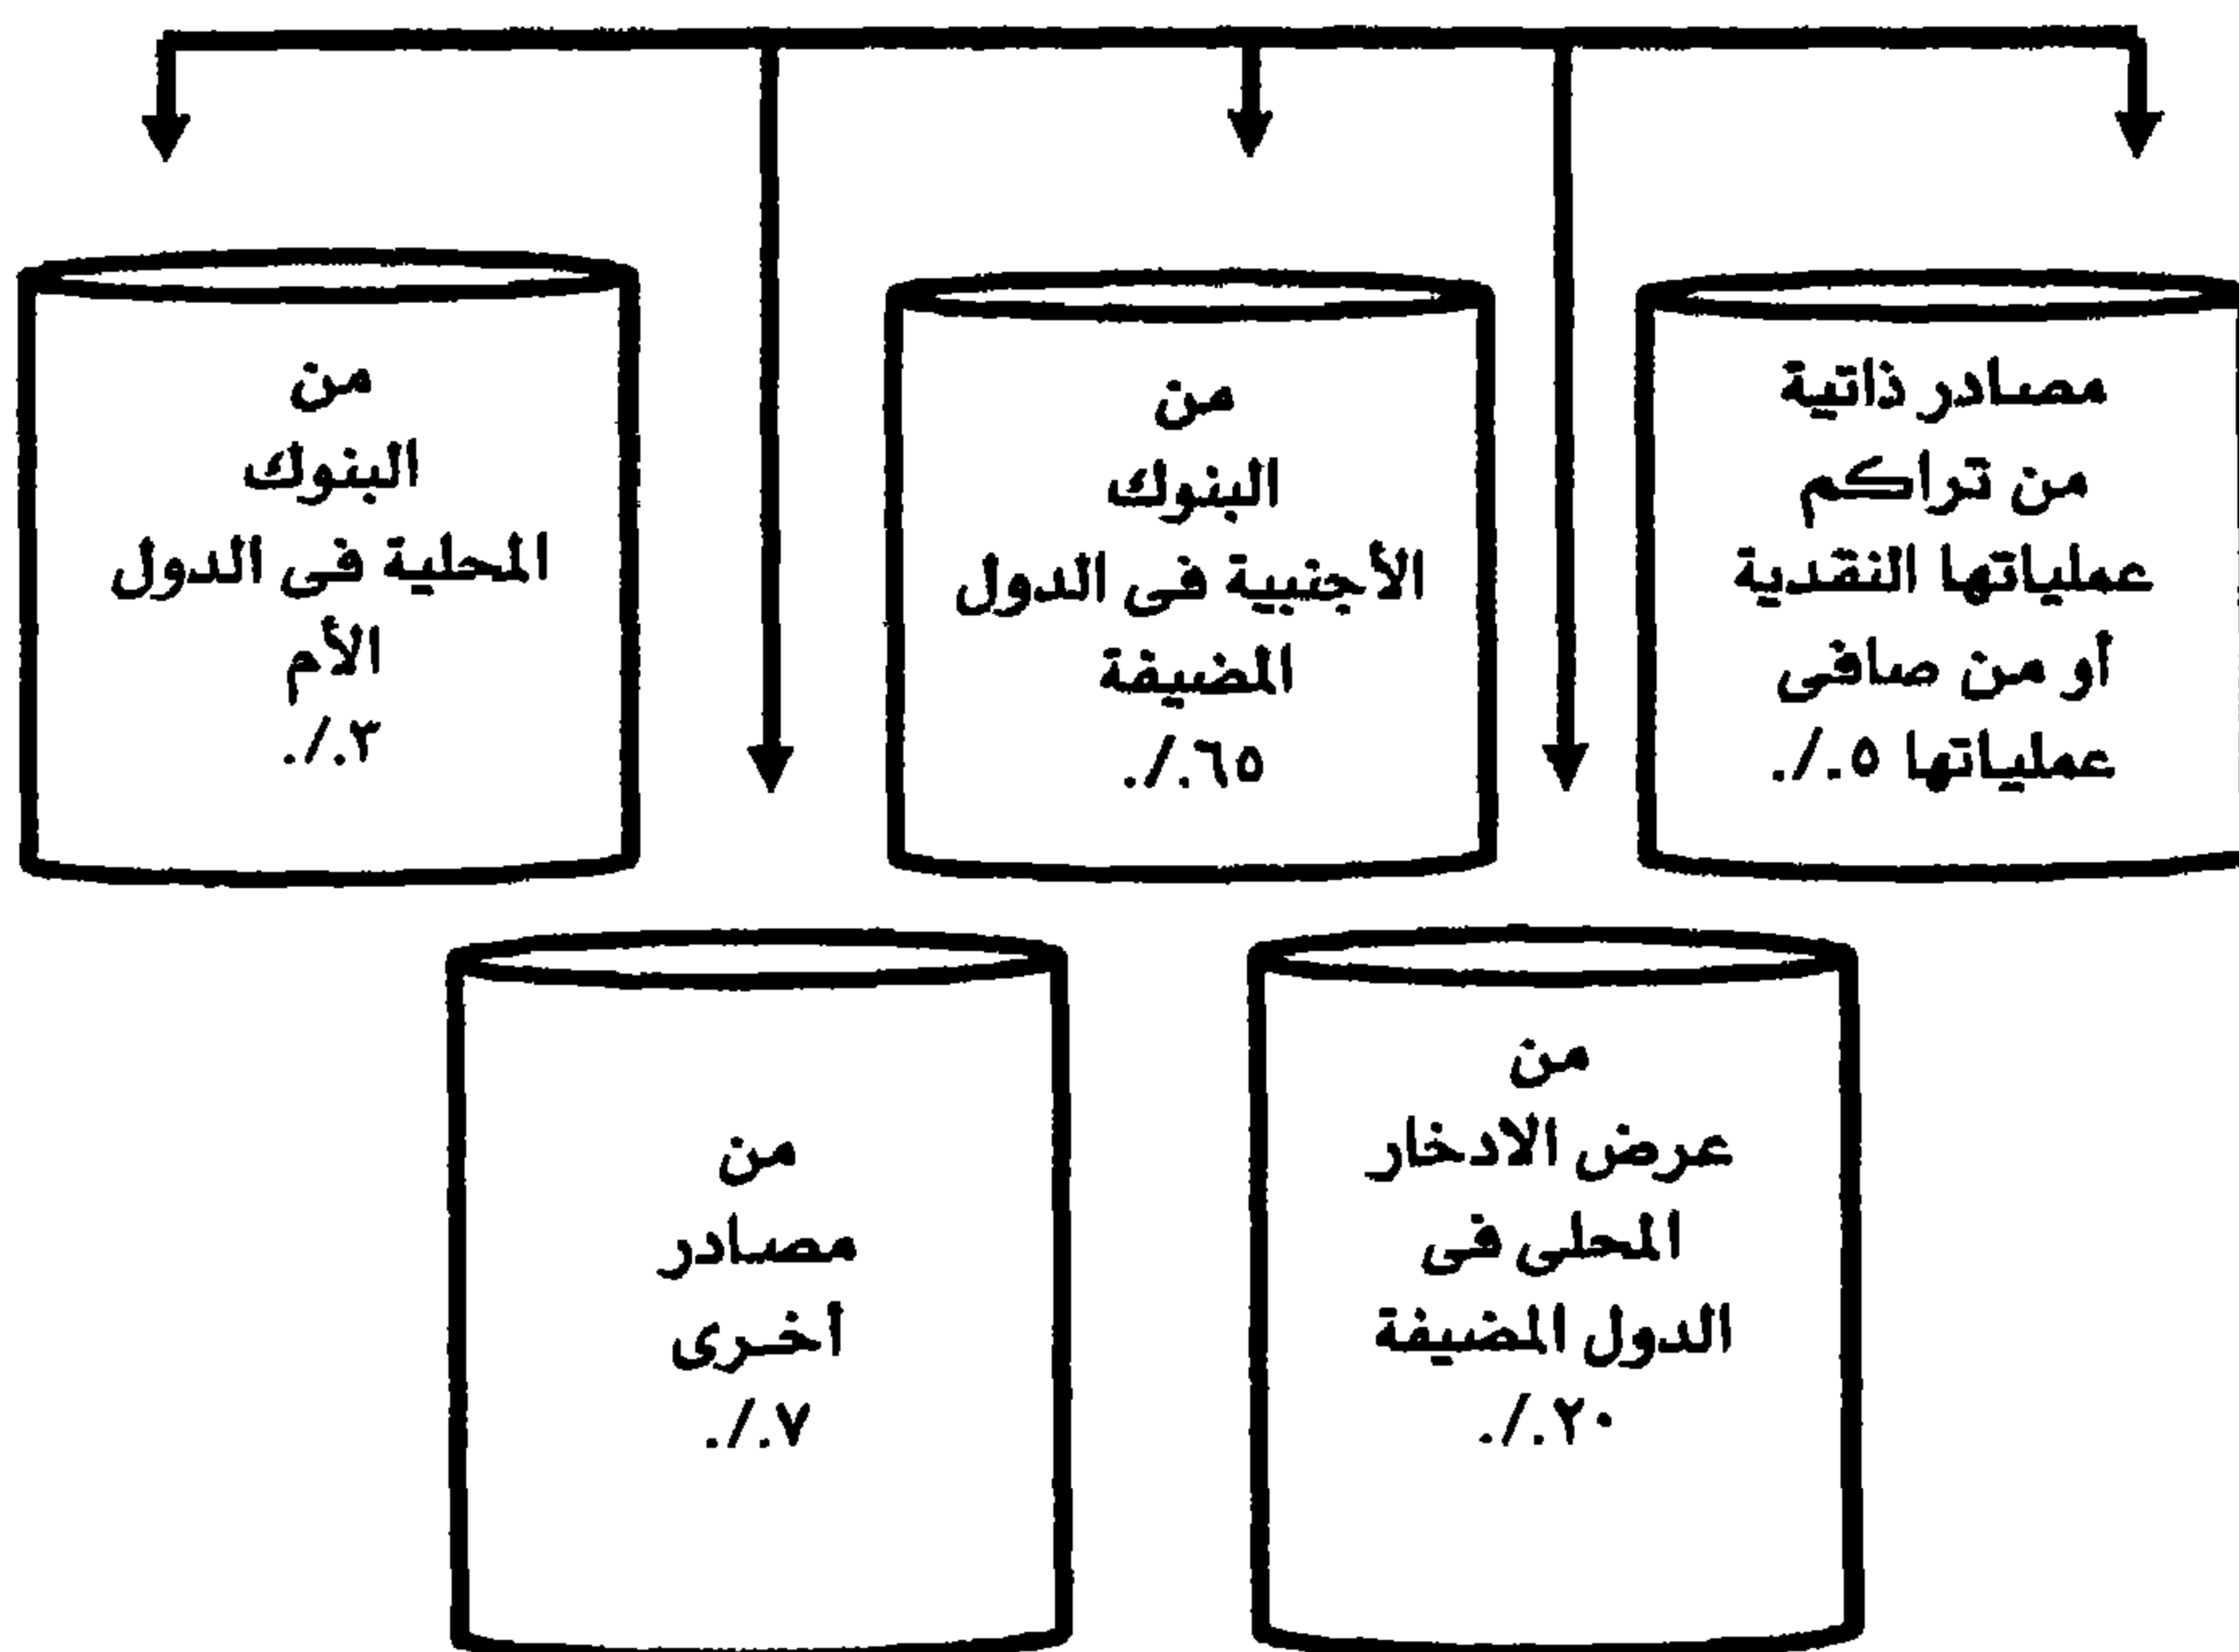 مصادر ذاتية
من تراكم
عملياتها النقدية
أو من صافى
عملياتها ٥٪
من
البنوك
الأجنبية فى الدول
المضيفة
٦٥٪
من
البنوك
المحلية فى الدول
الأم
٣٪
من
عرض الادخار
المحلى فى
الدول المضيفة
٢٠٪
من
مصادر
أخرى
٧٪